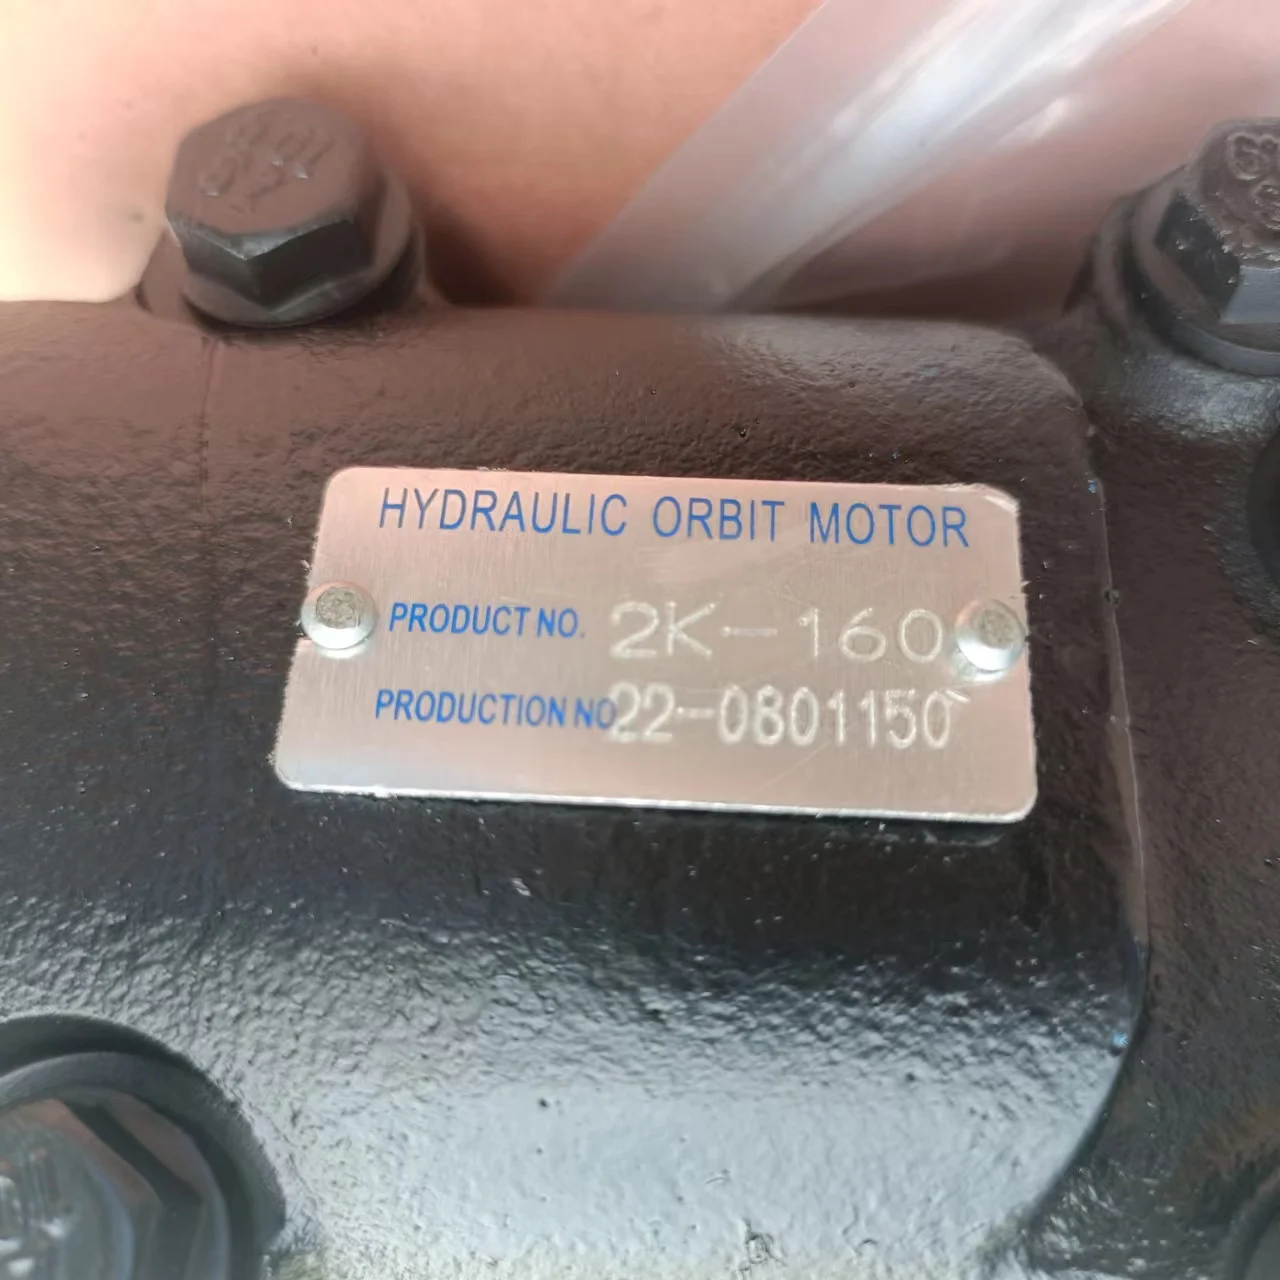 HYDRAULIC ORBIT MOTOR
PRODUCT NO. 2K-160
PRODUCTION NO 22-0801150